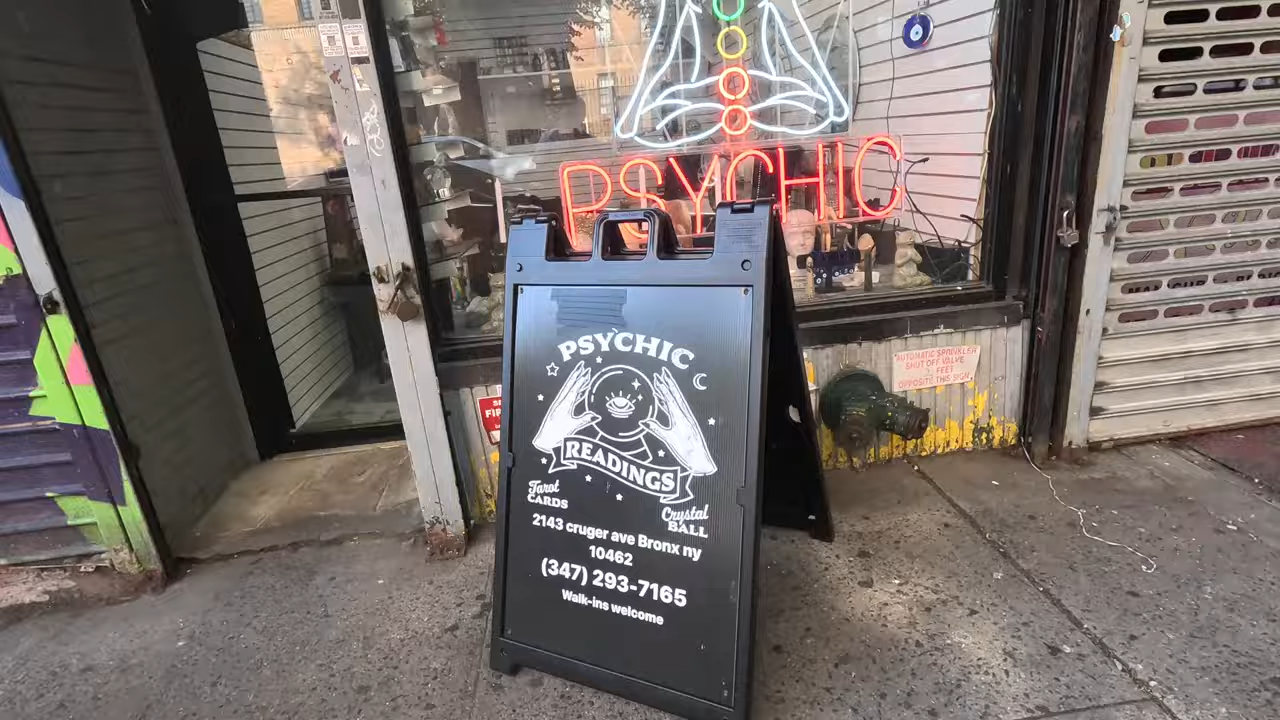 PSYCHIC
PSYCHIC
READINGS
Tarot
CARDS
Crystal
BALL
2143 cruger ave Bronx ny
10462
(347) 293-7165
Walk-ins welcome
AUTOMATIC SPRINKLER
SHUT OFF VALVE
FEET
OPPOSITE THIS SIGN